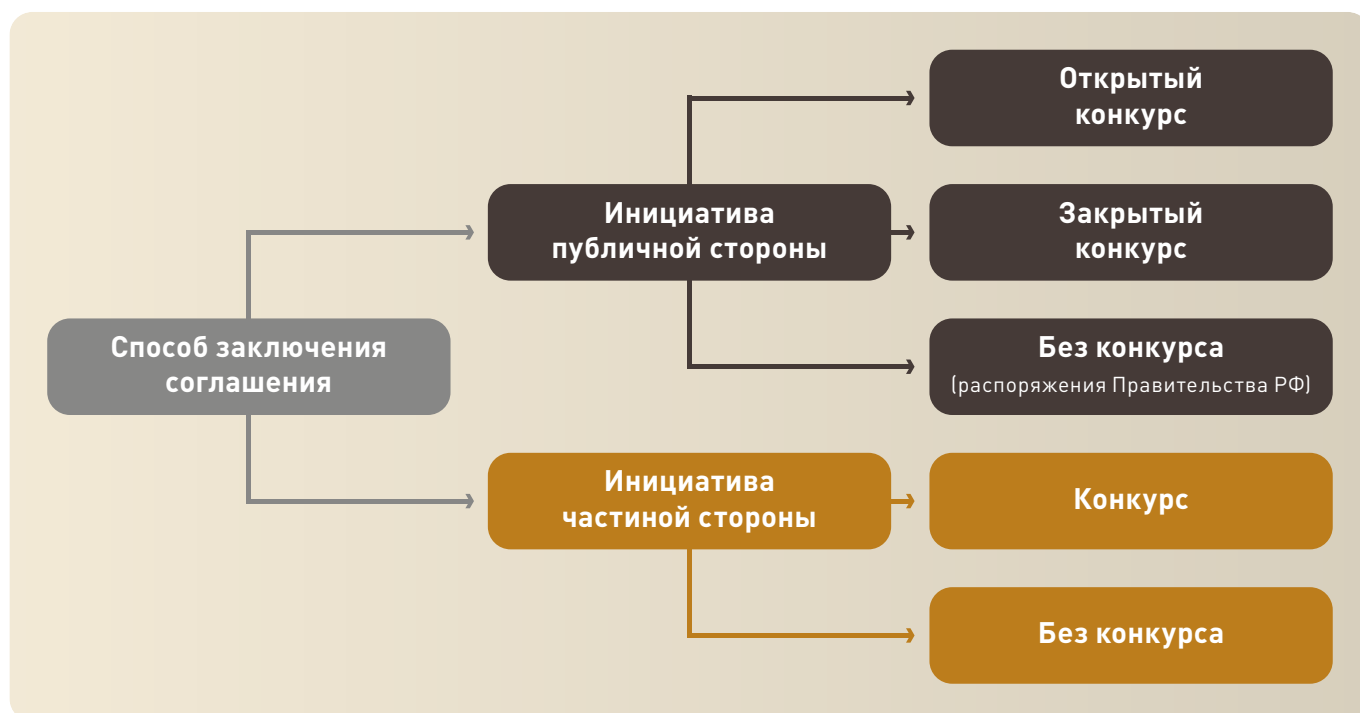 Открытый
конкурс
Инициатива
публичной стороны
Закрытый
конкурс
Способ заключения
соглашения
Без конкурса
(распоряжения Правительства РФ)
Инициатива
частиной стороны
Конкурс
Без конкурса